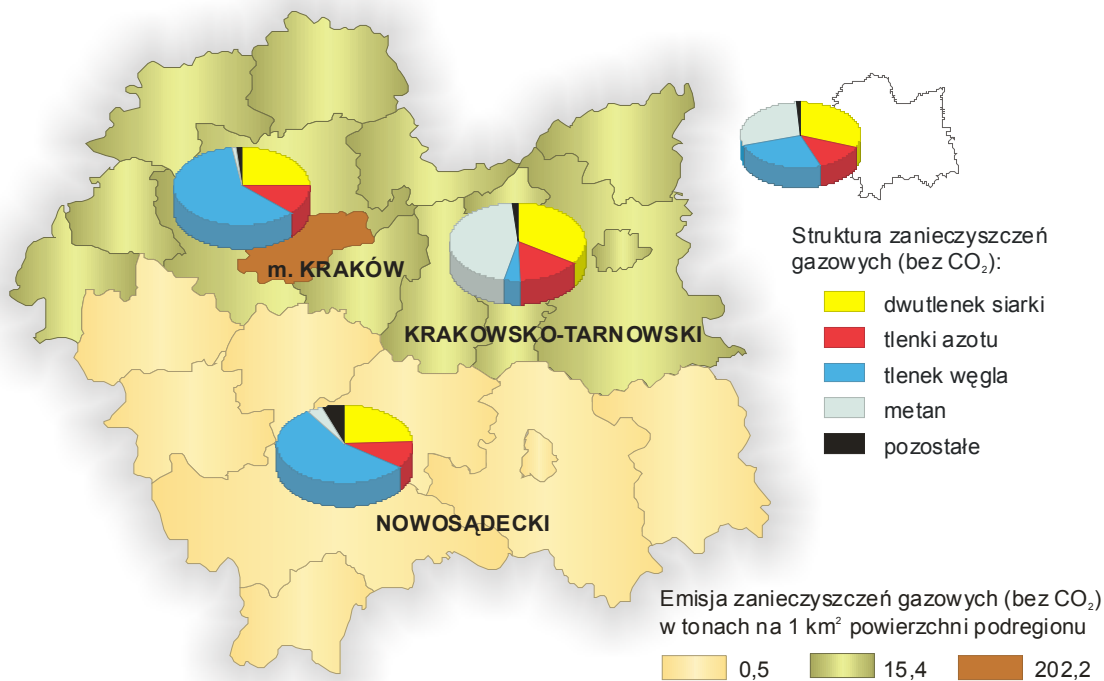 m. KRAKÓW
KRAKOWSKO-TARNOWSKI
NOWOSĄDECKI
Struktura zanieczyszczeń
gazowych (bez CO₂):
dwutlenek siarki
tlenki azotu
tlenek węgla
metan
pozostałe
Emisja zanieczyszczeń gazowych (bez CO₂)
w tonach na 1 km² powierzchni podregionu
0,5 15,4 202,2